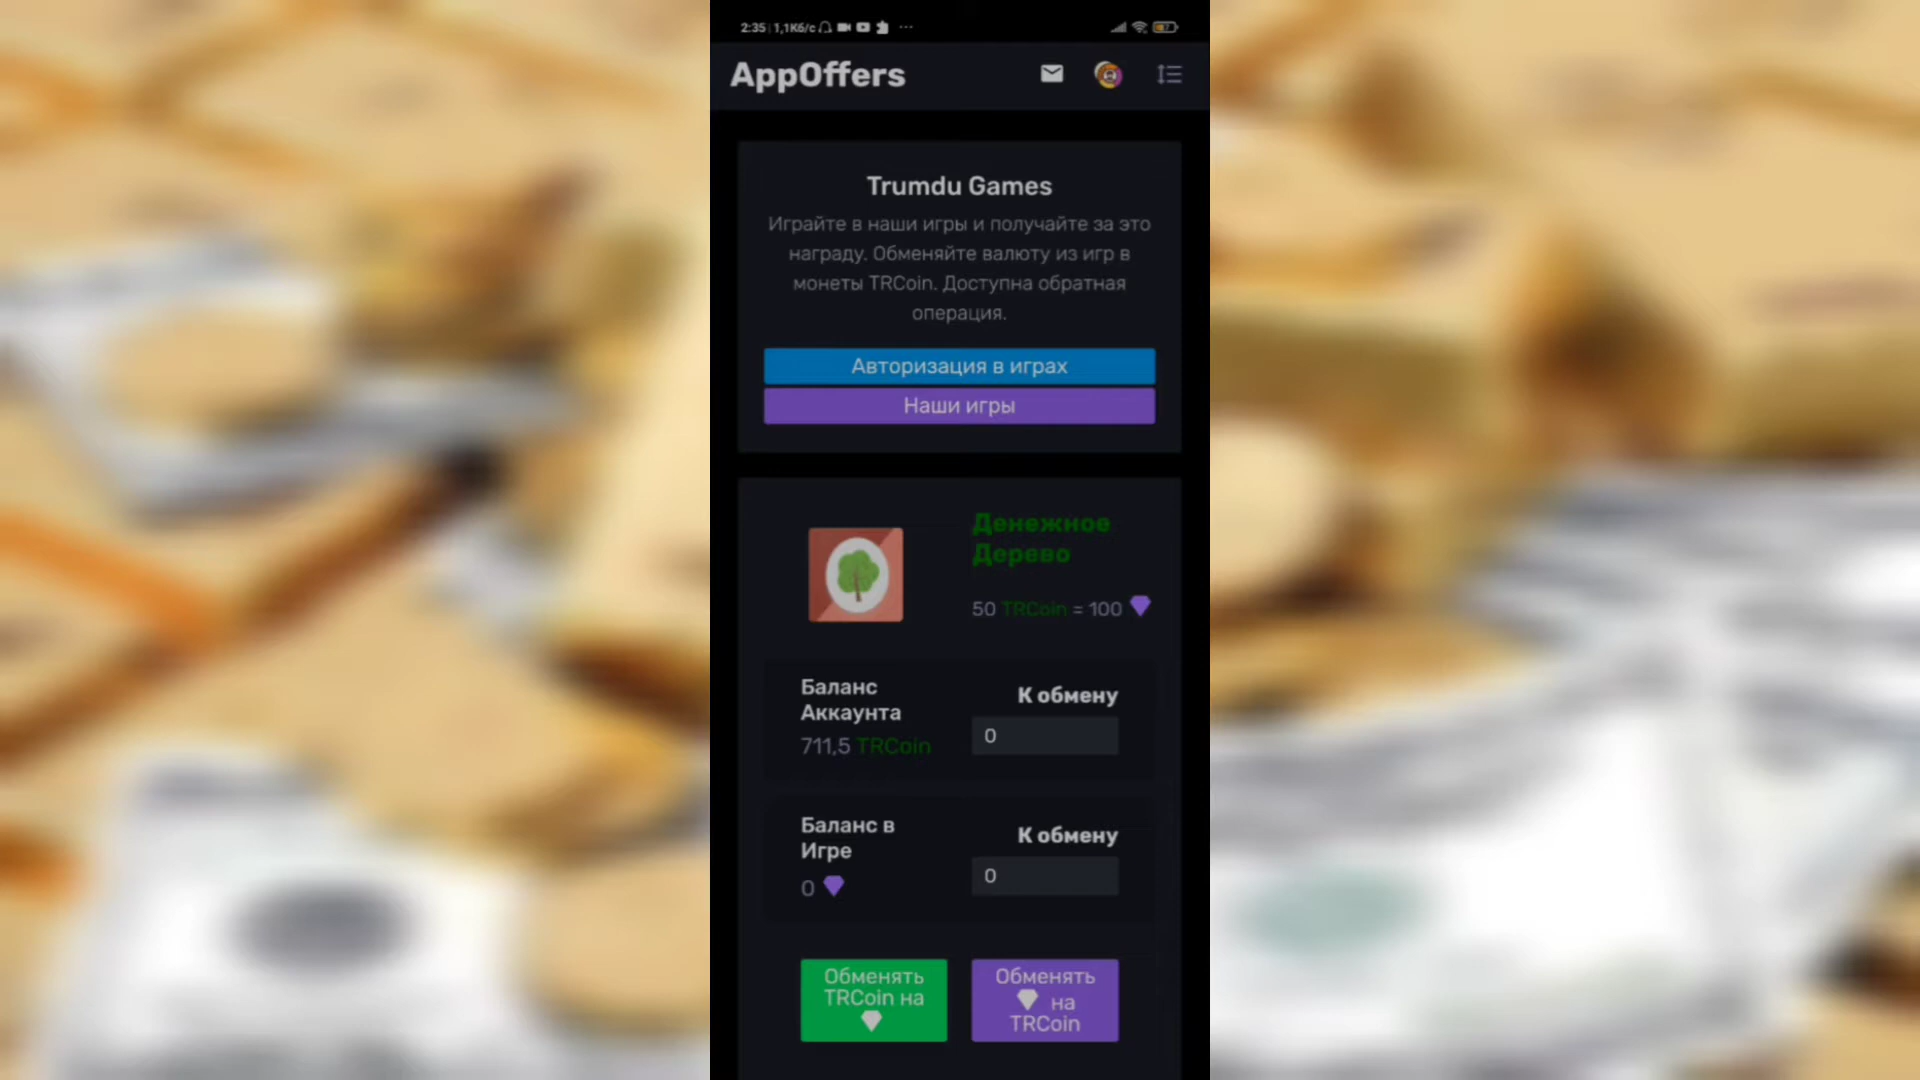 2:35 1,1Кб/с ...
AppOffers
Trumdu Games
Играйте в наши игры и получайте за это
награду. Обменяйте валюту из игр в
монеты TRCoin. Доступна обратная
операция.
Авторизация в играх
Наши игры
Денежное
Дерево
50 TRCoin = 100
Баланс
Аккаунта
К обмену
711,5 TRCoin
0
Баланс в
Игре
К обмену
0
0
Обменять
TRCoin на
Обменять
на
TRCoin